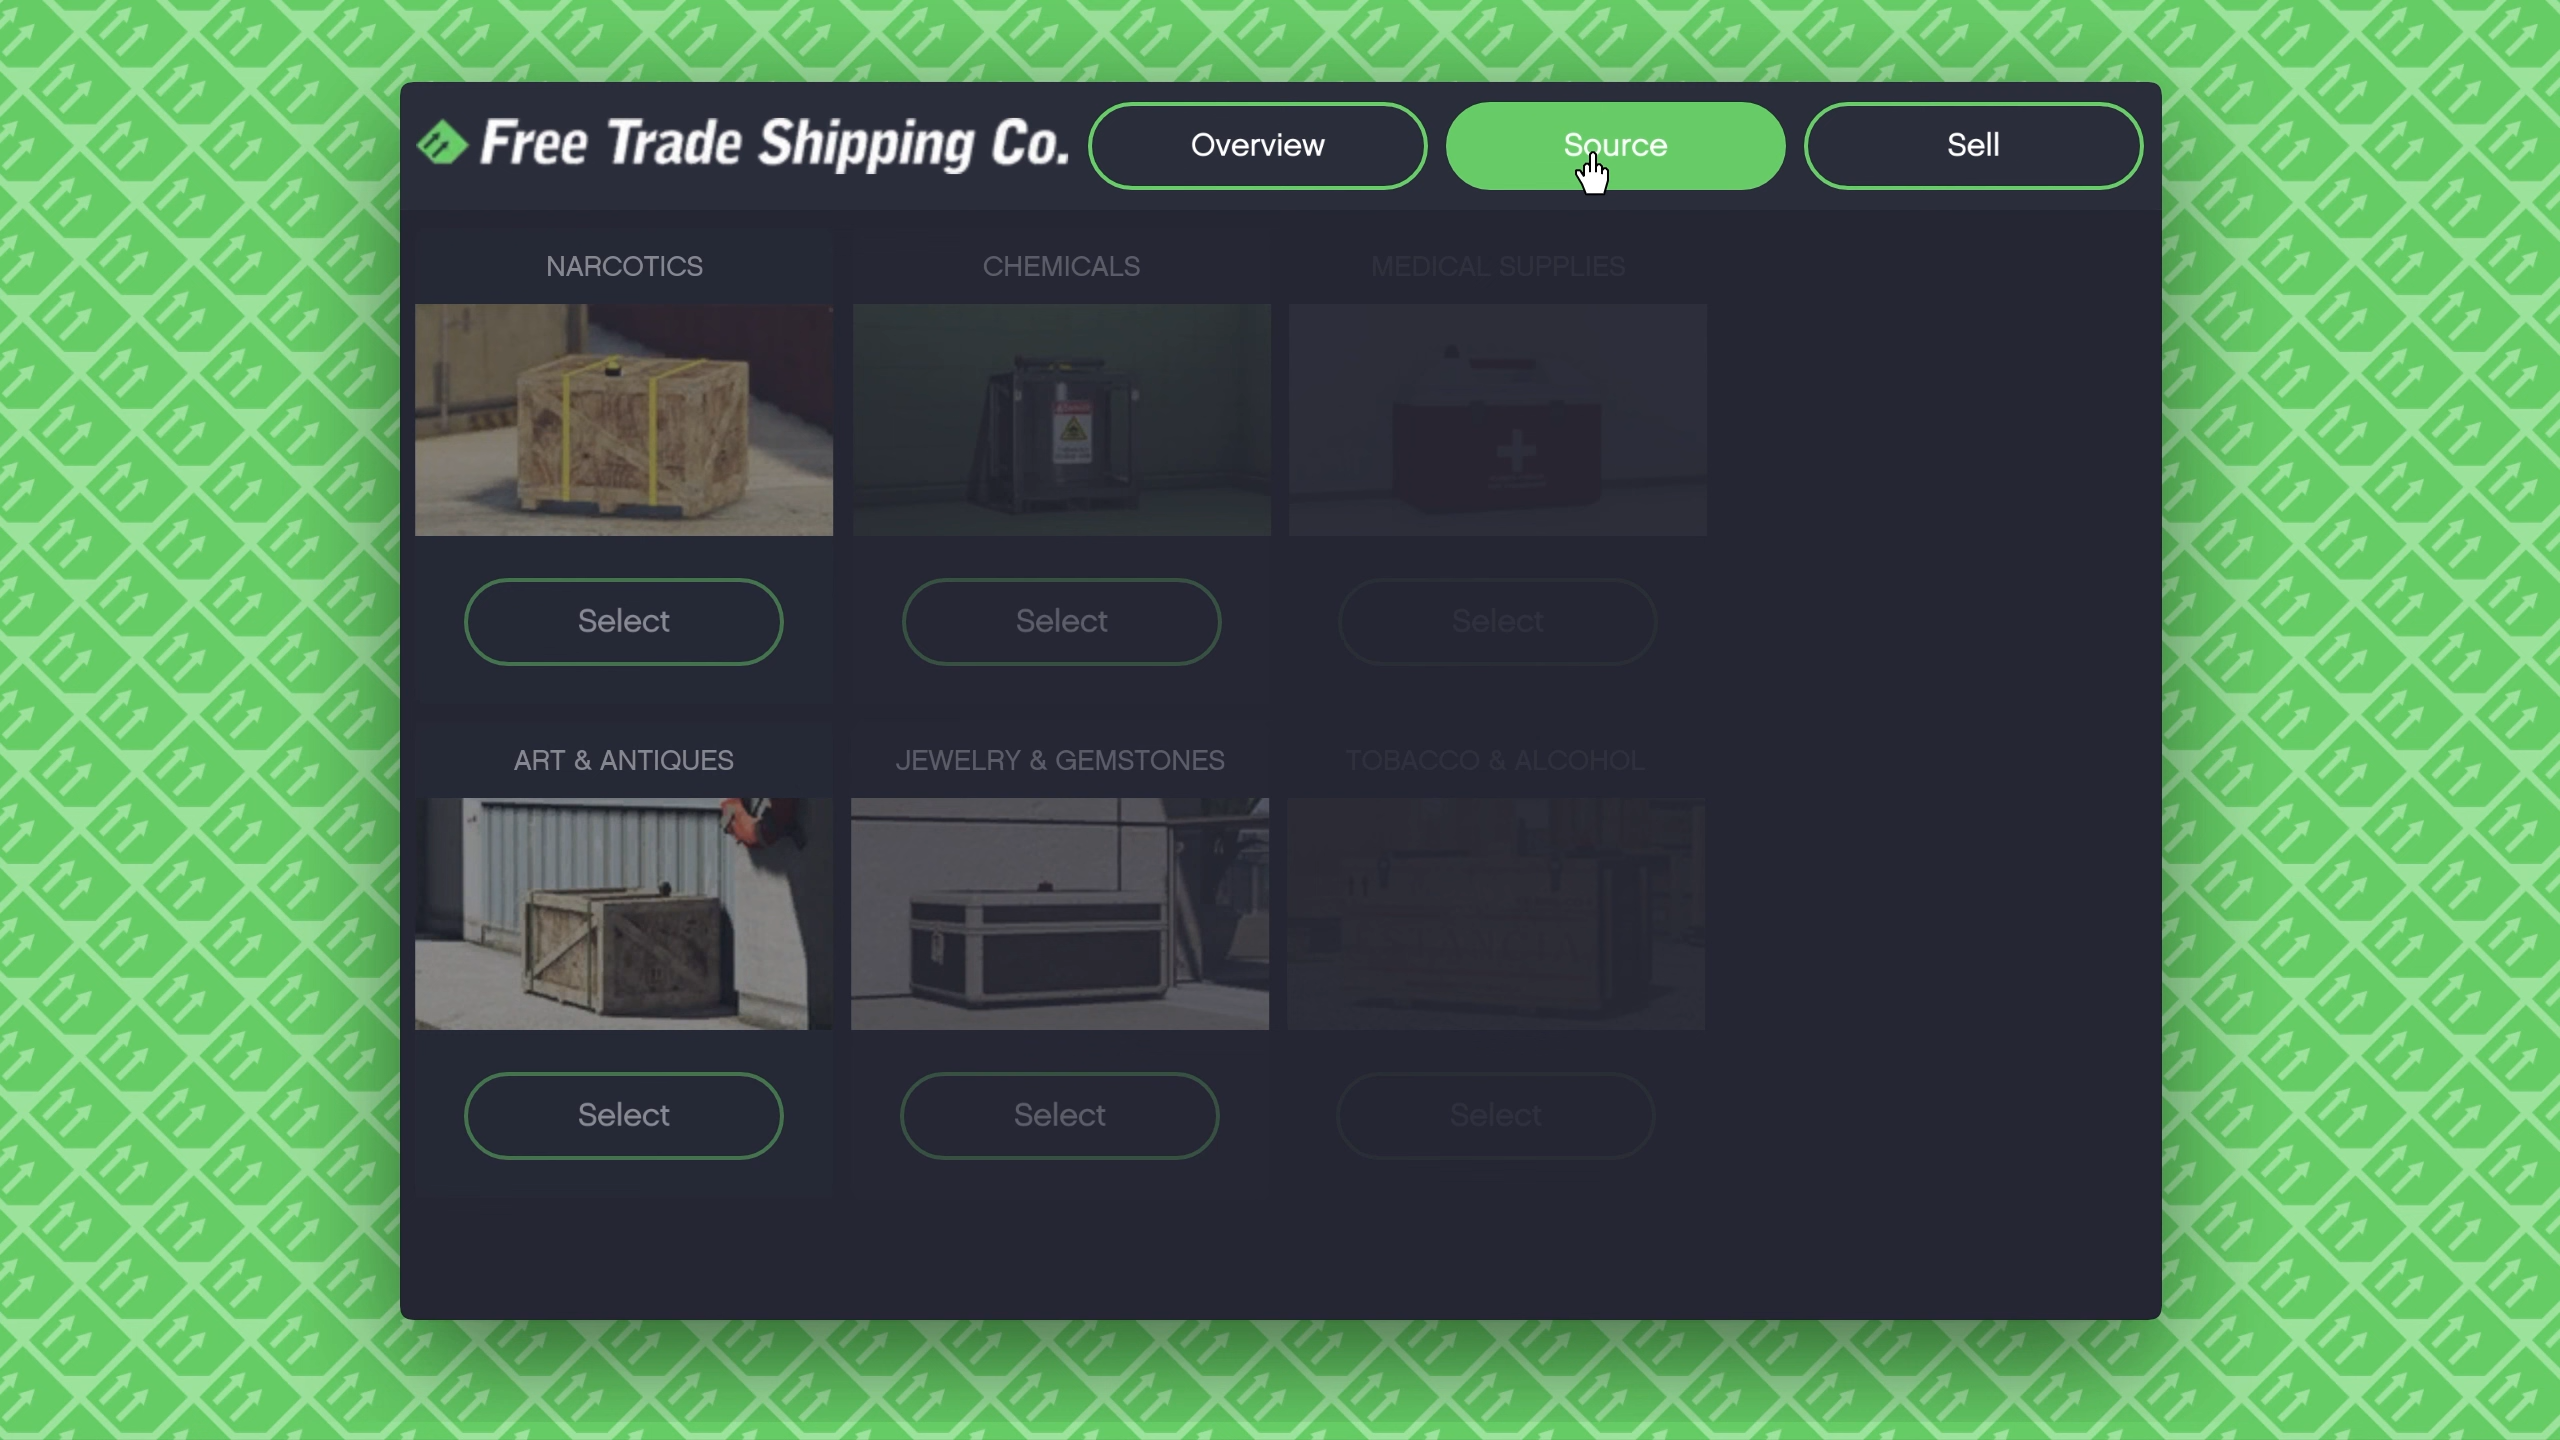 Free Trade Shipping Co.
Overview
Source
Sell
NARCOTICS
CHEMICALS
MEDICAL SUPPLIES
Select
Select
Select
ART & ANTIQUES
JEWELRY & GEMSTONES
TOBACCO & ALCOHOL
Select
Select
Select